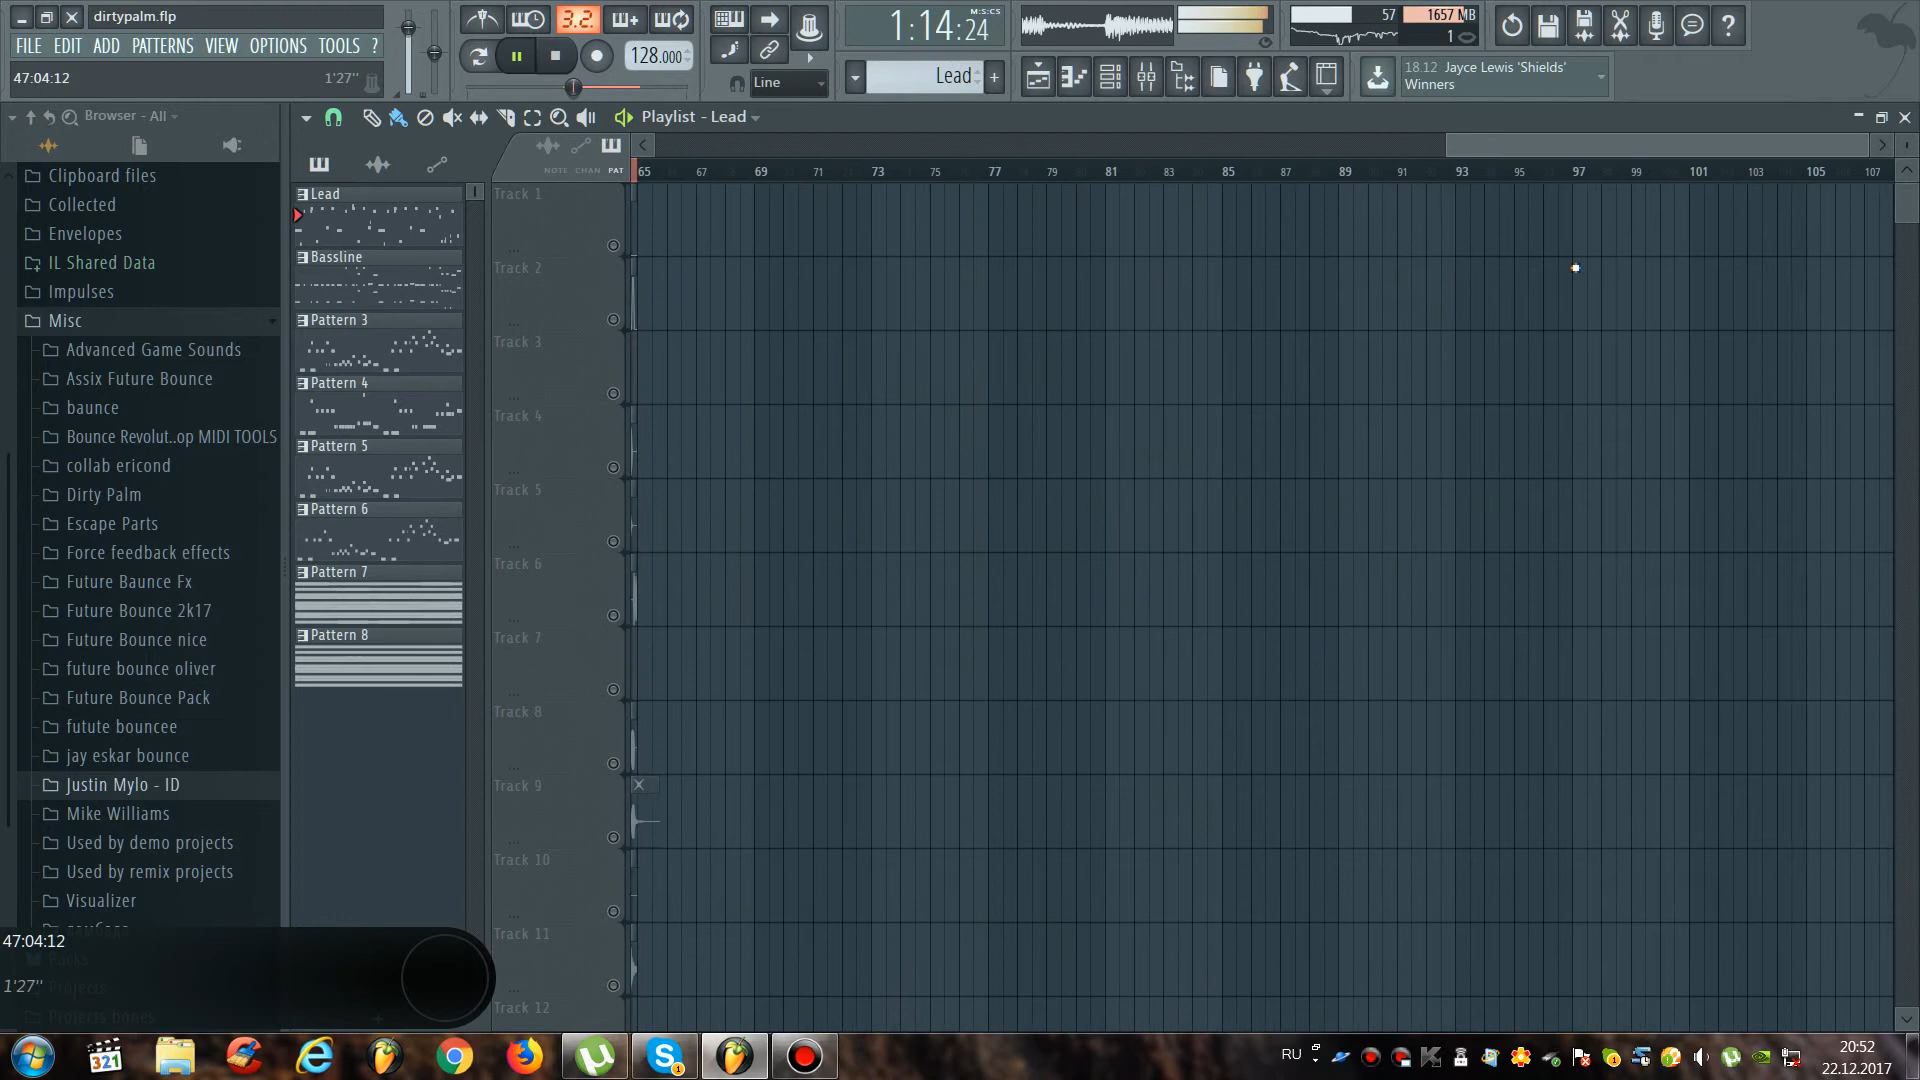 dirtypalm.flp
FILE EDIT ADD PATTERNS VIEW OPTIONS TOOLS ?
47:04:12 1'27''
3.2.
128.000
Line
1:14:24
M:S:CS
Lead
57 1657 MB
1
18.12 Jayce Lewis 'Shields'
Winners
Browser - All
Playlist - Lead
NOTE CHAN PAT
65 67 69 71 73 75 77 79 81 83 85 87 89 91 93 95 97 99 101 103 105 107
Clipboard files
Collected
Envelopes
IL Shared Data
Impulses
Misc
Advanced Game Sounds
Assix Future Bounce
baunce
Bounce Revolut..op MIDI TOOLS
collab ericond
Dirty Palm
Escape Parts
Force feedback effects
Future Baunce Fx
Future Bounce 2k17
Future Bounce nice
future bounce oliver
Future Bounce Pack
futute bouncee
jay eskar bounce
Justin Mylo - ID
Mike Williams
Used by demo projects
Used by remix projects
Visualizer
Packs
Projects
Projects bones
47:04:12
1'27''
Lead
Bassline
Pattern 3
Pattern 4
Pattern 5
Pattern 6
Pattern 7
Pattern 8
Track 1
Track 2
Track 3
Track 4
Track 5
Track 6
Track 7
Track 8
Track 9
Track 10
Track 11
Track 12
321
RU
20:52
22.12.2017